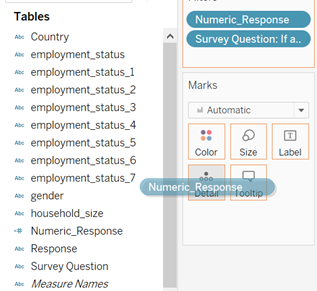 Tables
Abc Country
Abc employment_status
Abc employment_status_1
Abc employment_status_2
Abc employment_status_3
Abc employment_status_4
Abc employment_status_5
Abc employment_status_6
Abc employment_status_7
Abc gender
Abc household_size
=# Numeric_Response
Abc Response
Abc Survey Question
Abc Measure Names
Filters
Numeric_Response
Survey Question: If a..
Marks
Automatic
Color
Size
Label
Detail
Tooltip
Numeric_Response